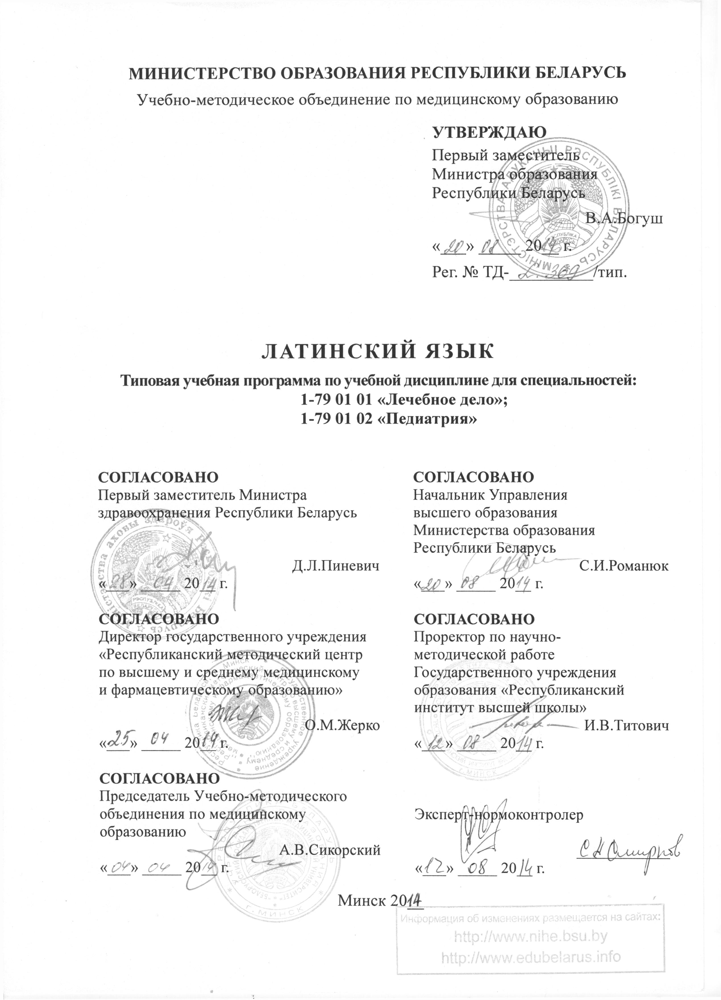 МИНИСТЕРСТВО ОБРАЗОВАНИЯ РЕСПУБЛИКИ БЕЛАРУСЬ
Учебно-методическое объединение по медицинскому образованию
УТВЕРЖДАЮ
Первый заместитель
Министра образования
Республики Беларусь
В.А.Богуш
«20» 08 2014 г.
Рег. № ТД-L. 369/тип.
МІНІСТЭРСТВА АДУКАЦЫІ РЭСПУБЛІКІ БЕЛАРУСЬ
ЛАТИНСКИЙ ЯЗЫК
Типовая учебная программа по учебной дисциплине для специальностей:
1-79 01 01 «Лечебное дело»;
1-79 01 02 «Педиатрия»
СОГЛАСОВАНО
Первый заместитель Министра
здравоохранения Республики Беларусь
Д.Л.Пиневич
«28» 04 2014 г.
СОГЛАСОВАНО
Начальник Управления
высшего образования
Министерства образования
Республики Беларусь
С.И.Романюк
«20» 08 2014 г.
СОГЛАСОВАНО
Директор государственного учреждения
«Республиканский методический центр
по высшему и среднему медицинскому
и фармацевтическому образованию»
О.М.Жерко
«25» 04 2014 г.
СОГЛАСОВАНО
Проректор по научно-
методической работе
Государственного учреждения
образования «Республиканский
институт высшей школы»
И.В.Титович
«12» 08 2014 г.
СОГЛАСОВАНО
Председатель Учебно-методического
объединения по медицинскому
образованию
А.В.Сикорский
«04» 04 2014 г.
Эксперт-нормоконтролер
С Н Смирнов
«12» 08 2014 г.
Минск 2014
Информация об изменениях размещается на сайтах:
http://www.nihe.bsu.by
http://www.edubelarus.info